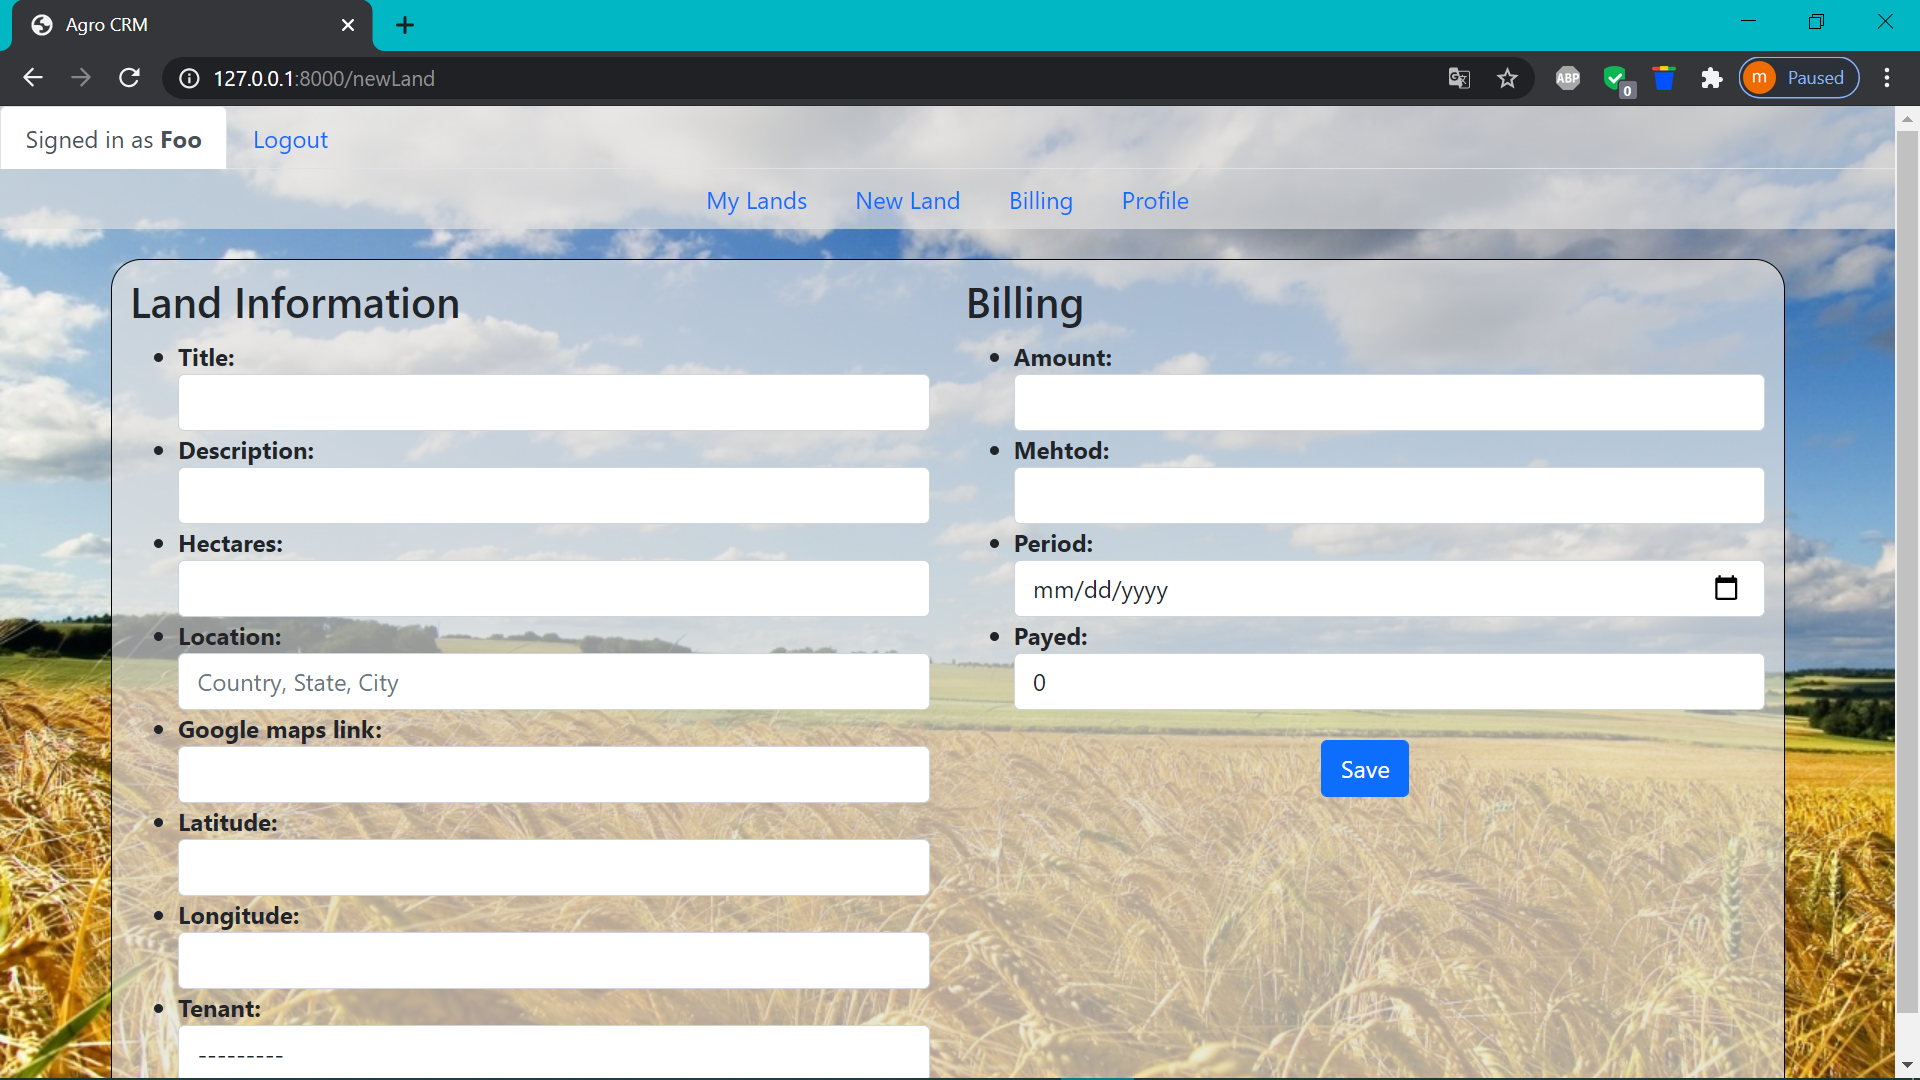 Agro CRM
127.0.0.1:8000/newLand
ABP
0
m Paused
Signed in as Foo Logout
My Lands New Land Billing Profile
Land Information
Title:
Description:
Hectares:
Location:
Country, State, City
Google maps link:
Latitude:
Longitude:
Tenant:
---------
Billing
Amount:
Mehtod:
Period:
mm/dd/yyyy
Payed:
0
Save